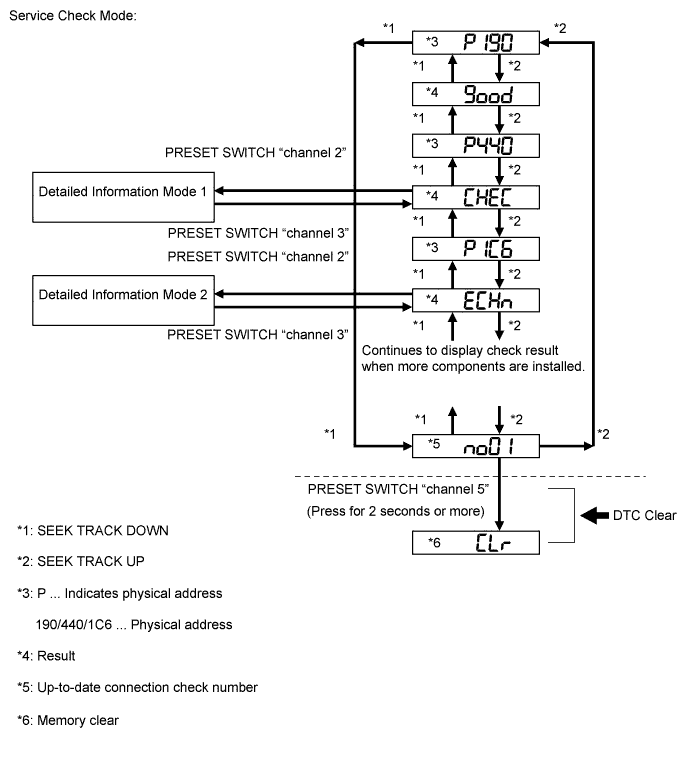 Service Check Mode:
*1
*2
*3 P190
*1 *2
*4 good
*1 *2
*3 P440
PRESET SWITCH “channel 2”
*1 *2
Detailed Information Mode 1
*4 CHEC
PRESET SWITCH “channel 3”
*1 *2
PRESET SWITCH “channel 2”
*3 P1C6
*1 *2
Detailed Information Mode 2
*4 ECHn
PRESET SWITCH “channel 3”
*1 *2
Continues to display check result
when more components are installed.
*1 *2
*1
*2
*5 no01
PRESET SWITCH “channel 5”
(Press for 2 seconds or more)
DTC Clear
*6 CLr
*1: SEEK TRACK DOWN
*2: SEEK TRACK UP
*3: P ... Indicates physical address
190/440/1C6 ... Physical address
*4: Result
*5: Up-to-date connection check number
*6: Memory clear